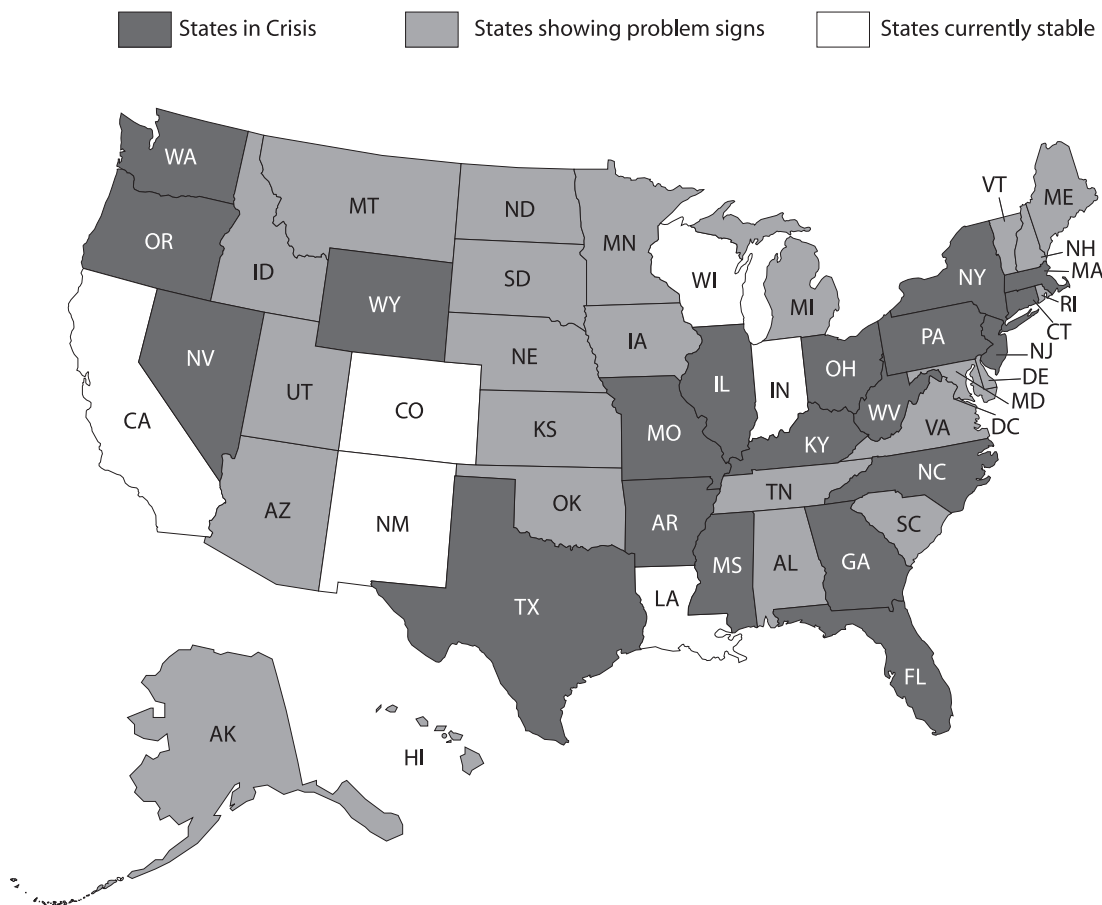 States in Crisis
States showing problem signs
States currently stable
WA
MT
ND
MN
VT
ME
OR
ID
SD
WI
NY
NH
MA
WY
MI
RI
CT
NV
NE
IA
PA
NJ
UT
CO
IL
IN
OH
DE
MD
CA
KS
MO
WV
VA
DC
KY
AZ
NM
OK
AR
TN
NC
SC
MS
AL
GA
TX
LA
FL
AK
HI